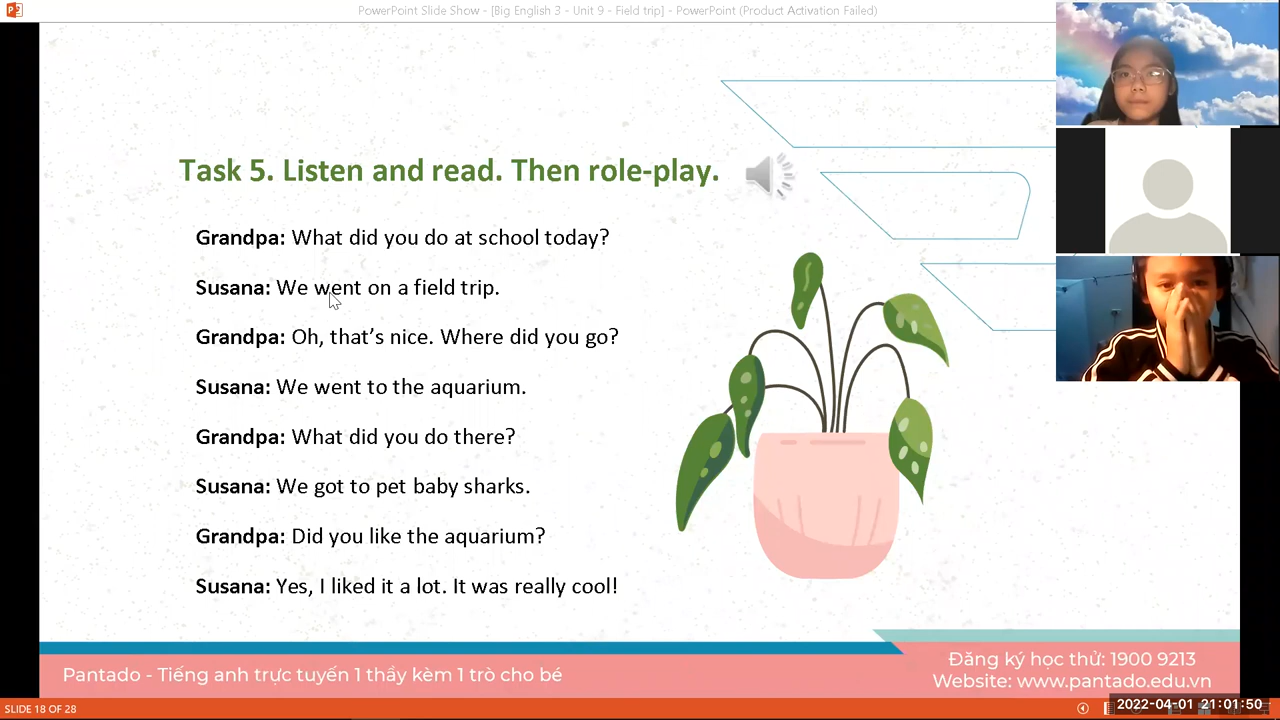 PowerPoint Slide Show - [Big English 3 - Unit 9 - Field trip] - PowerPoint (Product Activation Failed)
Task 5. Listen and read. Then role-play.
Grandpa: What did you do at school today?
Susana: We went on a field trip.
Grandpa: Oh, that’s nice. Where did you go?
Susana: We went to the aquarium.
Grandpa: What did you do there?
Susana: We got to pet baby sharks.
Grandpa: Did you like the aquarium?
Susana: Yes, I liked it a lot. It was really cool!
Pantado - Tiếng anh trực tuyến 1 thầy kèm 1 trò cho bé
Đăng ký học thử: 1900 9213
Website: www.pantado.edu.vn
SLIDE 18 OF 28
2022-04-01 21:01:50